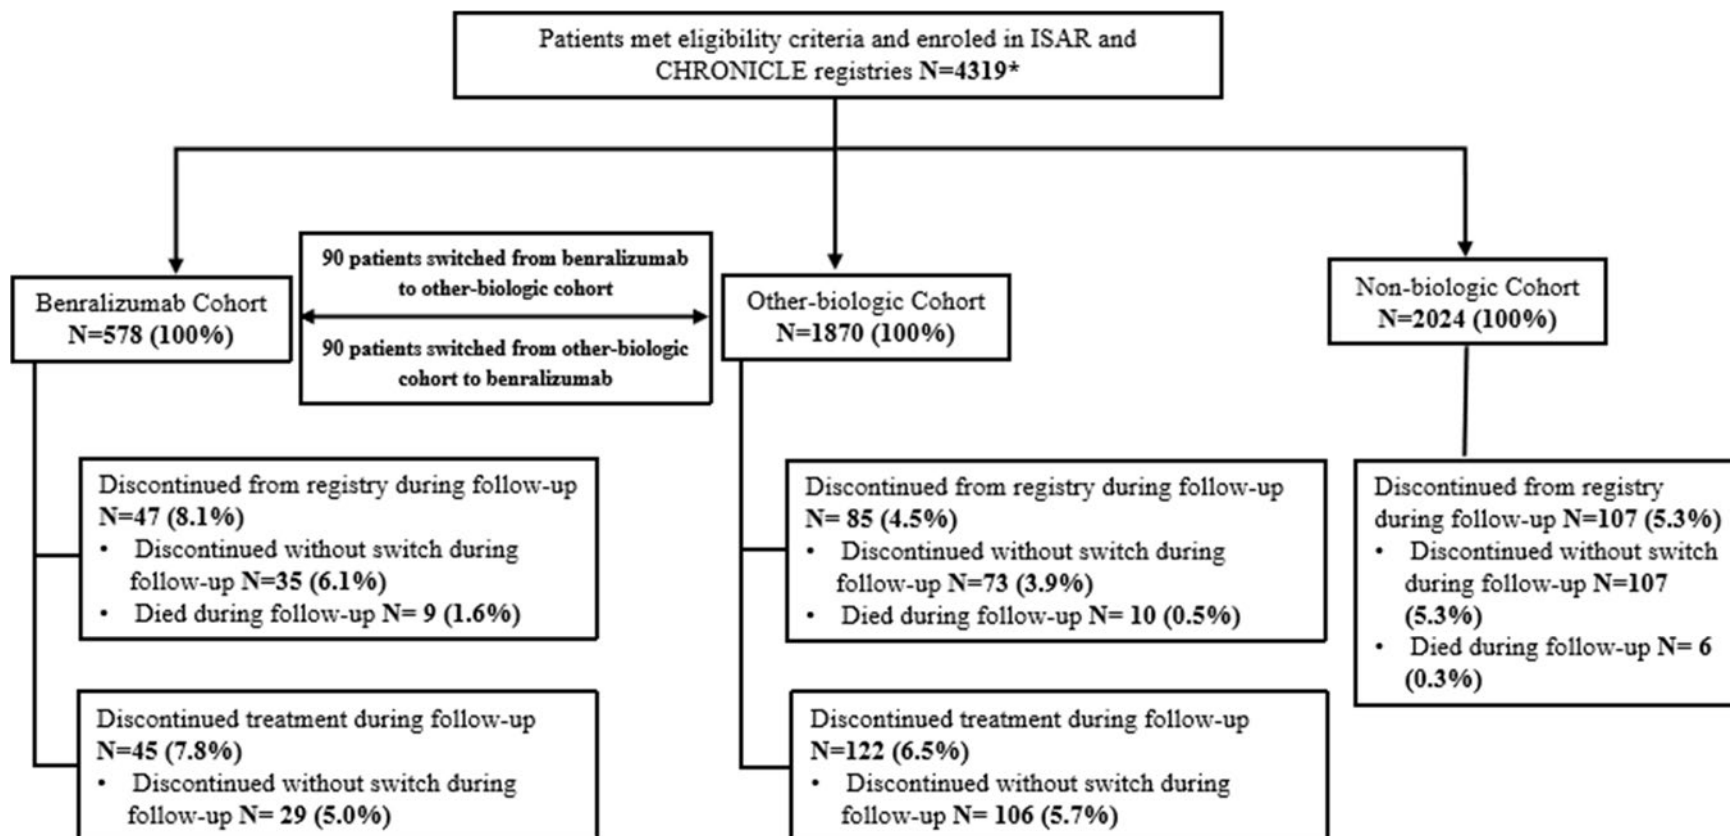 Patients met eligibility criteria and enroled in ISAR and
CHRONICLE registries N=4319*
90 patients switched from benralizumab
to other-biologic cohort
90 patients switched from other-biologic
cohort to benralizumab
Benralizumab Cohort
N=578 (100%)
Other-biologic Cohort
N=1870 (100%)
Non-biologic Cohort
N=2024 (100%)
Discontinued from registry during follow-up
N=47 (8.1%)
• Discontinued without switch during
follow-up N=35 (6.1%)
• Died during follow-up N= 9 (1.6%)
Discontinued from registry during follow-up
N= 85 (4.5%)
• Discontinued without switch during
follow-up N=73 (3.9%)
• Died during follow-up N= 10 (0.5%)
Discontinued from registry
during follow-up N=107 (5.3%)
• Discontinued without switch
during follow-up N=107
(5.3%)
• Died during follow-up N= 6
(0.3%)
Discontinued treatment during follow-up
N=45 (7.8%)
• Discontinued without switch during
follow-up N= 29 (5.0%)
Discontinued treatment during follow-up
N=122 (6.5%)
• Discontinued without switch during
follow-up N= 106 (5.7%)